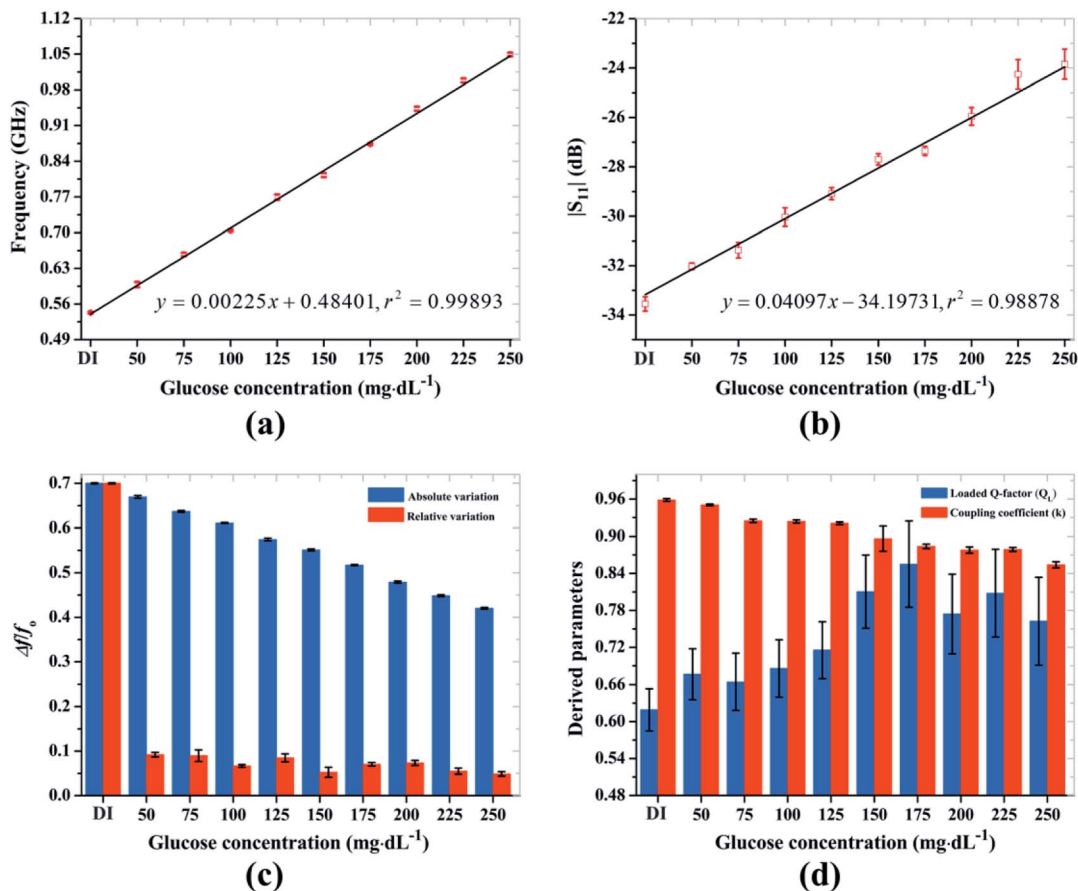 1.12
1.05
0.98
0.91
0.84
0.77
0.70
0.63
0.56
0.49
Frequency (GHz)
y = 0.00225x + 0.48401, r² = 0.99893
DI 50 75 100 125 150 175 200 225 250
Glucose concentration (mg·dL⁻¹)
(a)
-22
-24
-26
-28
-30
-32
-34
|S₁₁| (dB)
y = 0.04097x − 34.19731, r² = 0.98878
DI 50 75 100 125 150 175 200 225 250
Glucose concentration (mg·dL⁻¹)
(b)
0.7
0.6
0.5
0.4
0.3
0.2
0.1
0.0
Δf/fₒ
Absolute variation
Relative variation
DI 50 75 100 125 150 175 200 225 250
Glucose concentration (mg·dL⁻¹)
(c)
0.96
0.90
0.84
0.78
0.72
0.66
0.60
0.54
0.48
Derived parameters
Loaded Q-factor (Q_L)
Coupling coefficient (k)
DI 50 75 100 125 150 175 200 225 250
Glucose concentration (mg·dL⁻¹)
(d)